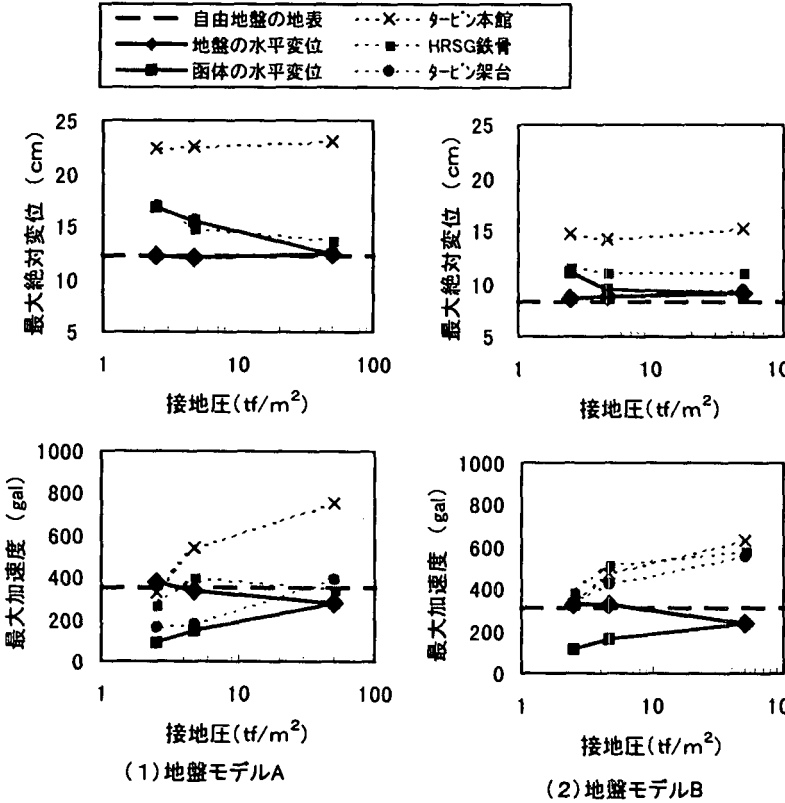 自由地盤の地表
タービン本館
地盤の水平変位
HRSG鉄骨
函体の水平変位
タービン架台
最大絶対変位 (cm)
25
20
15
10
5
1
10
100
接地圧(tf/m²)
最大絶対変位 (cm)
25
20
15
10
5
1
10
接地圧(tf/m²)
最大加速度 (gal)
1000
800
600
400
200
0
1
10
100
接地圧(tf/m²)
(1)地盤モデルA
最大加速度 (gal)
1000
800
600
400
200
0
1
10
接地圧(tf/m²)
(2)地盤モデルB